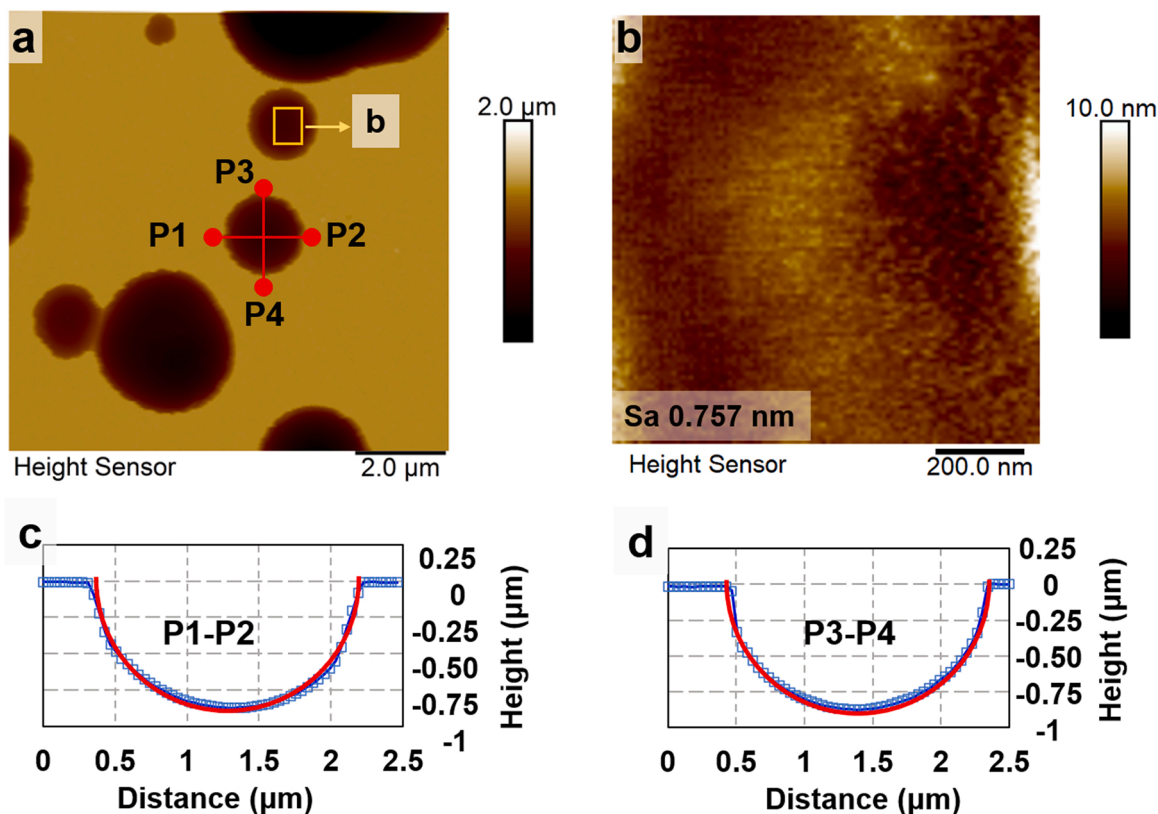 a
b
P3
P1
P2
P4
2.0 µm
Height Sensor
2.0 µm
b
10.0 nm
Sa 0.757 nm
Height Sensor
200.0 nm
c
P1-P2
0.25
0
-0.25
-0.50
-0.75
-1
Height (µm)
0 0.5 1 1.5 2 2.5
Distance (µm)
d
P3-P4
0.25
0
-0.25
-0.50
-0.75
-1
Height (µm)
0 0.5 1 1.5 2 2.5
Distance (µm)